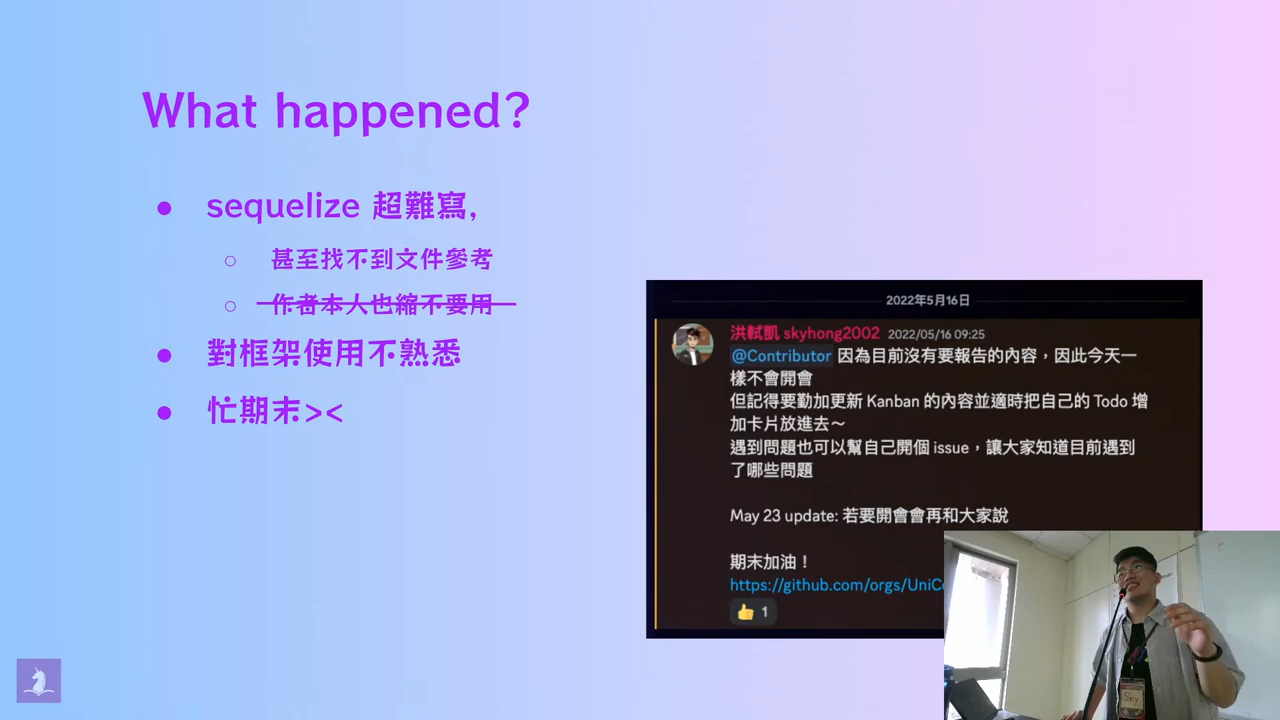 What happened?
● sequelize 超難寫,
○ 甚至找不到文件參考
○ 作者本人也縮不要用
● 對框架使用不熟悉
● 忙期末><
2022年5月16日
洪軾凱 skyhong2002 2022/05/16 09:25
@Contributor 因為目前沒有要報告的內容，因此今天一
樣不會開會
但記得要勤加更新 Kanban 的內容並適時把自己的 Todo 增
加卡片放進去～
遇到問題也可以幫自己開個 issue，讓大家知道目前遇到
了哪些問題
May 23 update: 若要開會會再和大家說
期末加油！
https://github.com/orgs/UniCo
👍 1
Sky